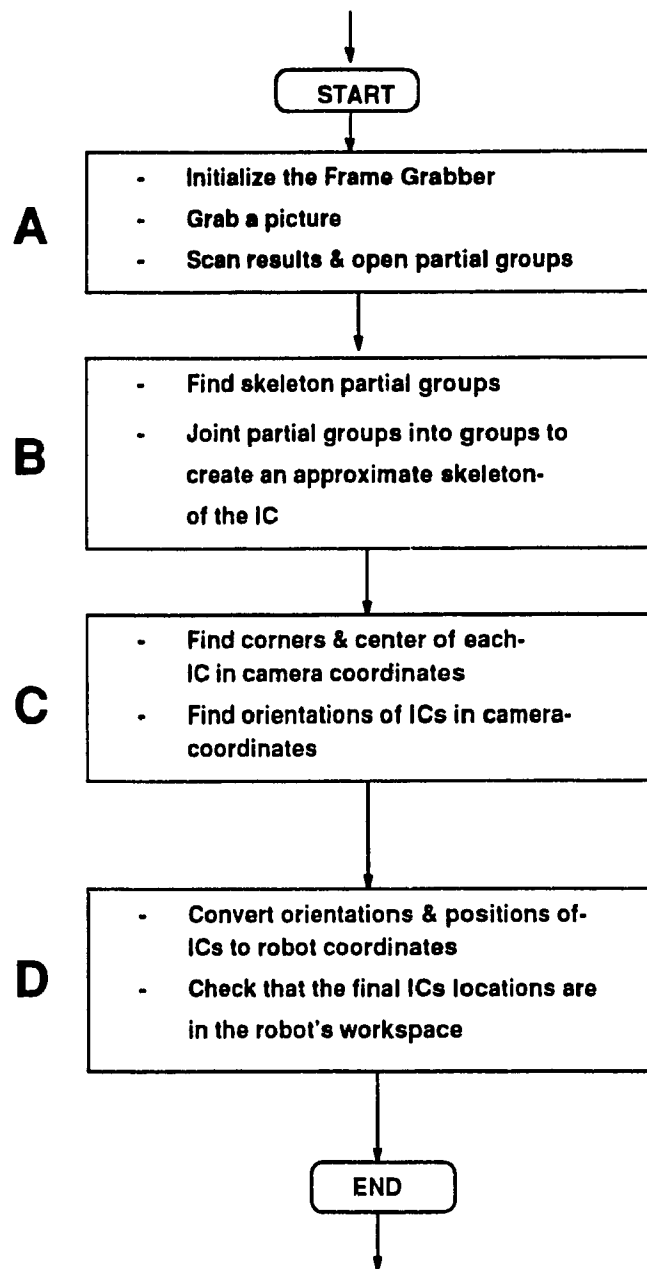 START
A
- Initialize the Frame Grabber
- Grab a picture
- Scan results & open partial groups
B
- Find skeleton partial groups
- Joint partial groups into groups to
create an approximate skeleton-
of the IC
C
- Find corners & center of each-
IC in camera coordinates
- Find orientations of ICs in camera-
coordinates
D
- Convert orientations & positions of-
ICs to robot coordinates
- Check that the final ICs locations are
in the robot's workspace
END